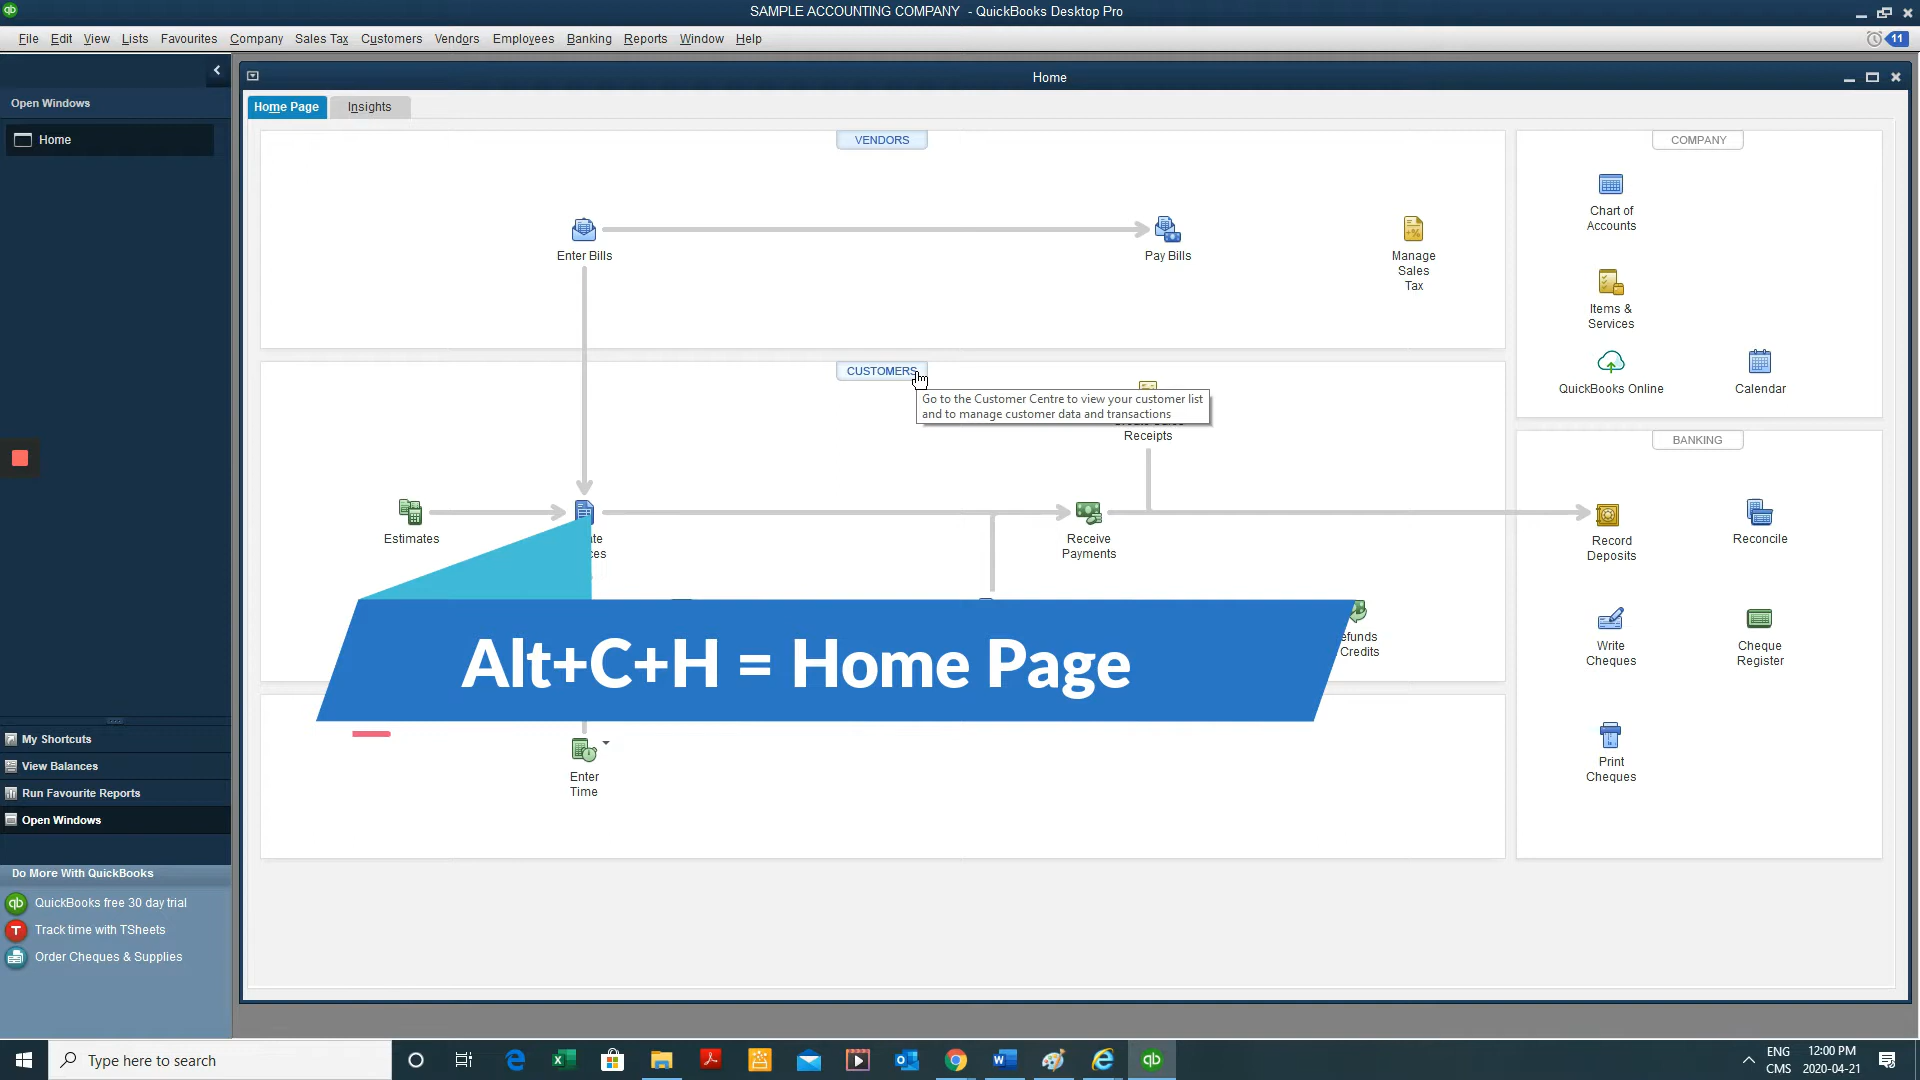 SAMPLE ACCOUNTING COMPANY - QuickBooks Desktop Pro
File Edit View Lists Favourites Company Sales Tax Customers Vendors Employees Banking Reports Window Help
11
Open Windows
Home
Home
Home Page
Insights
VENDORS
Enter Bills
Pay Bills
Manage
Sales
Tax
CUSTOMERS
Go to the Customer Centre to view your customer list
and to manage customer data and transactions
Receipts
Estimates
Receive
Payments
Credits
Alt+C+H = Home Page
Enter
Time
COMPANY
Chart of
Accounts
Items &
Services
QuickBooks Online
Calendar
BANKING
Record
Deposits
Reconcile
Write
Cheques
Cheque
Register
Print
Cheques
My Shortcuts
View Balances
Run Favourite Reports
Open Windows
Do More With QuickBooks
qb
QuickBooks free 30 day trial
T
Track time with TSheets
Order Cheques & Supplies
Type here to search
qb
ENG
CMS
12:00 PM
2020-04-21